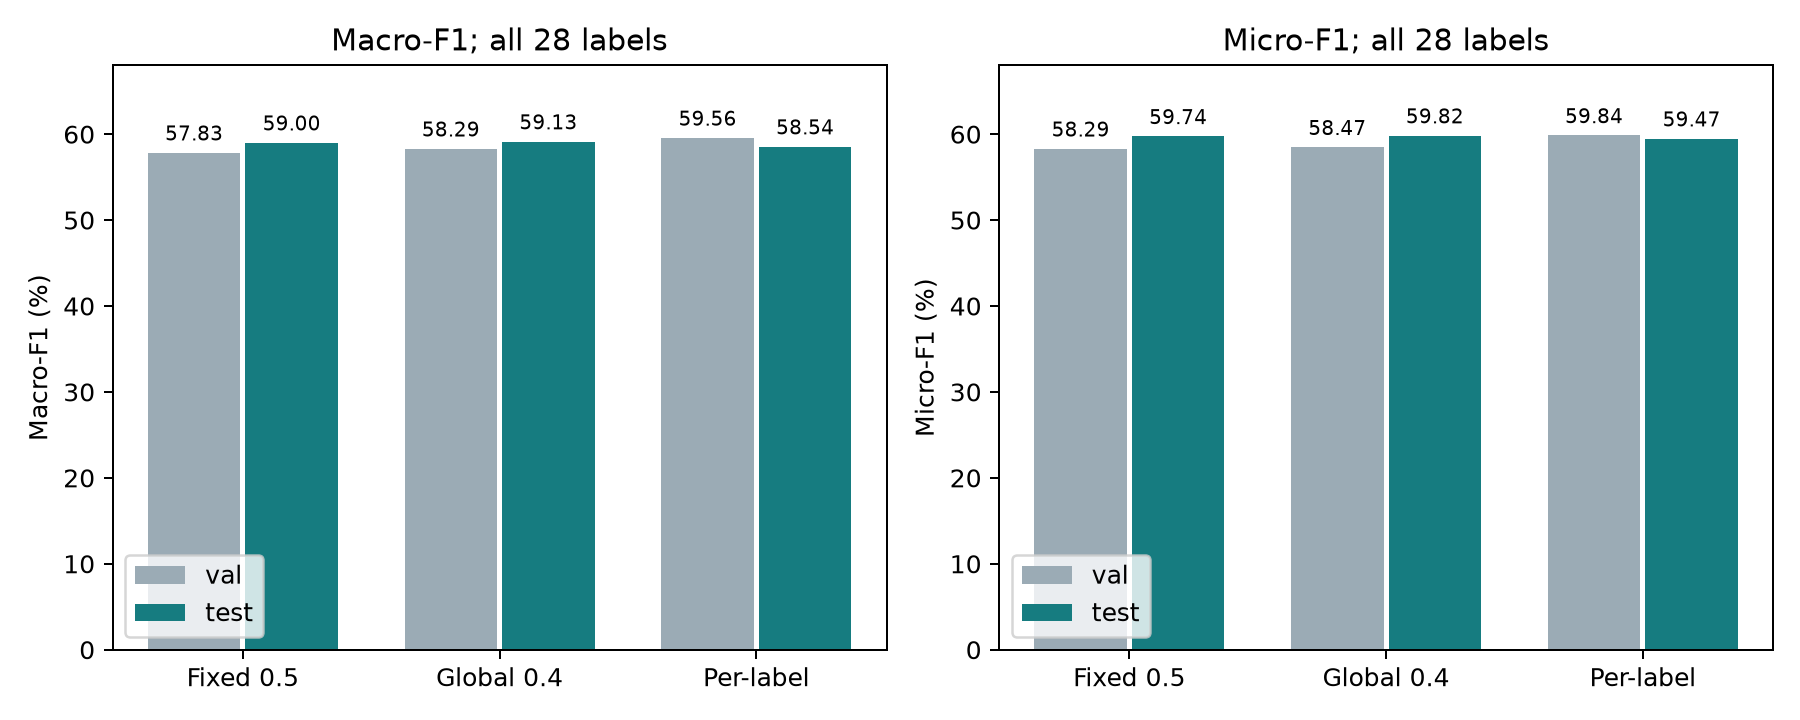 Macro-F1; all 28 labels
Macro-F1 (%)
60
50
40
30
20
10
0
57.83
59.00
58.29
59.13
59.56
58.54
val
test
Fixed 0.5
Global 0.4
Per-label
Micro-F1; all 28 labels
Micro-F1 (%)
60
50
40
30
20
10
0
58.29
59.74
58.47
59.82
59.84
59.47
val
test
Fixed 0.5
Global 0.4
Per-label